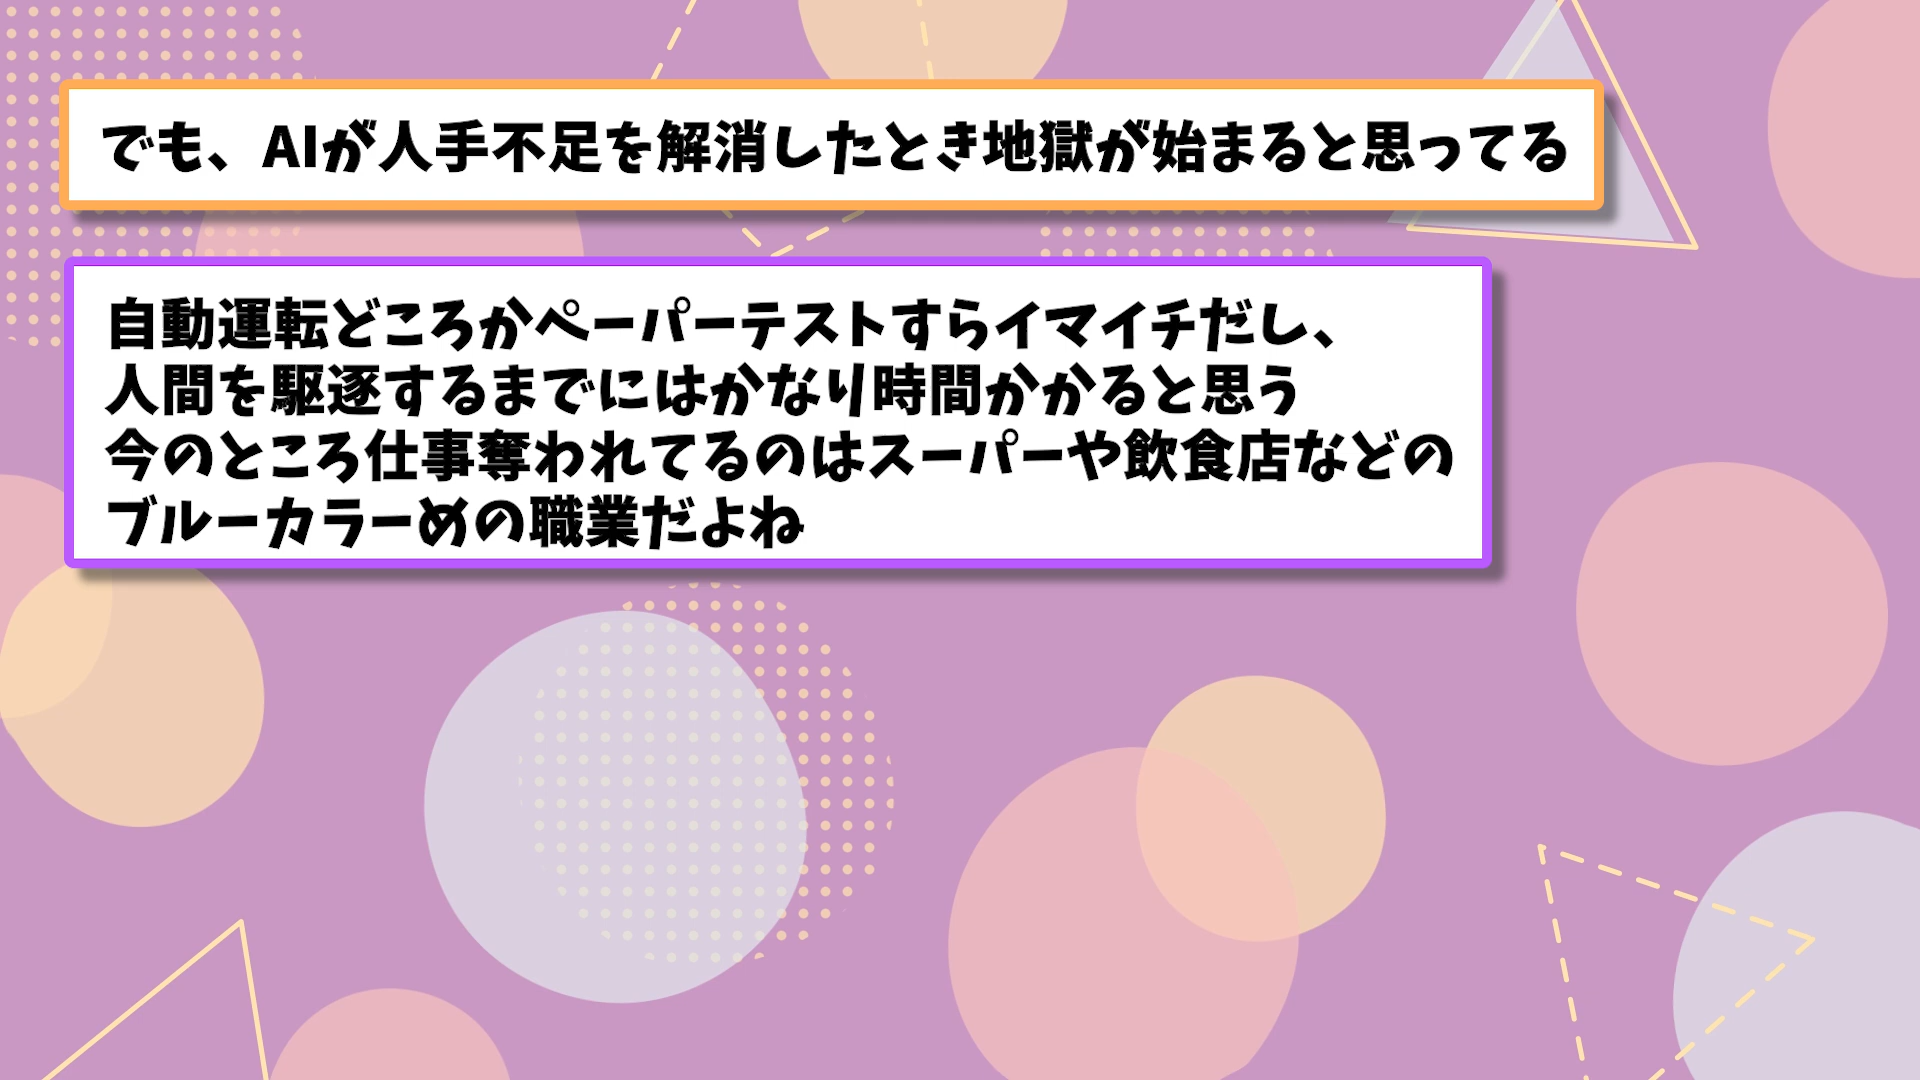 でも、AIが人手不足を解消したとき地獄が始まると思ってる
自動運転どころかペーパーテストすらイマイチだし、
人間を駆逐するまでにはかなり時間かかると思う
今のところ仕事奪われてるのはスーパーや飲食店などの
ブルーカラーめの職業だよね